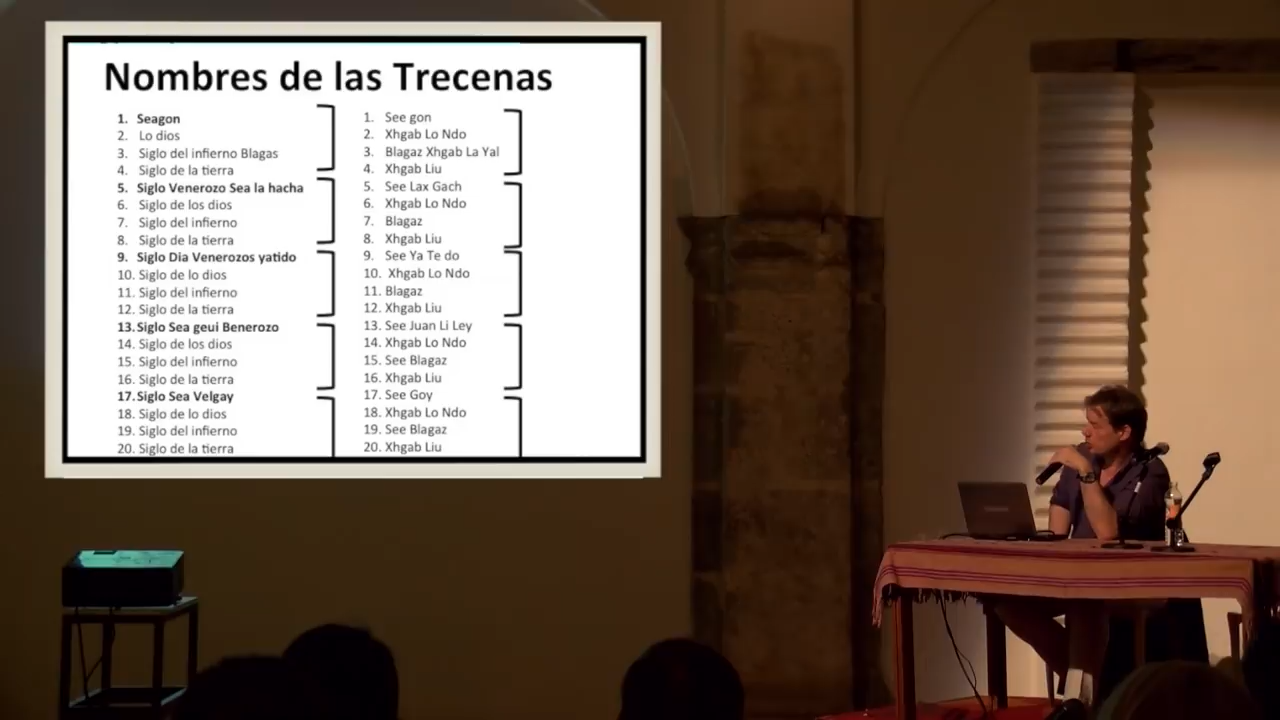 Nombres de las Trecenas
1. Seagon
2. Lo dios
3. Siglo del infierno Blagas
4. Siglo de la tierra
5. Siglo Venerozo Sea la hacha
6. Siglo de los dios
7. Siglo del infierno
8. Siglo de la tierra
9. Siglo Dia Venerozos yatido
10. Siglo de lo dios
11. Siglo del infierno
12. Siglo de la tierra
13. Siglo Sea geui Benerozo
14. Siglo de los dios
15. Siglo del infierno
16. Siglo de la tierra
17. Siglo Sea Velgay
18. Siglo de lo dios
19. Siglo del infierno
20. Siglo de la tierra
1. See gon
2. Xhgab Lo Ndo
3. Blagaz Xhgab La Yal
4. Xhgab Liu
5. See Lax Gach
6. Xhgab Lo Ndo
7. Blagaz
8. Xhgab Liu
9. See Ya Te do
10. Xhgab Lo Ndo
11. Blagaz
12. Xhgab Liu
13. See Juan Li Ley
14. Xhgab Lo Ndo
15. See Blagaz
16. Xhgab Liu
17. See Goy
18. Xhgab Lo Ndo
19. See Blagaz
20. Xhgab Liu